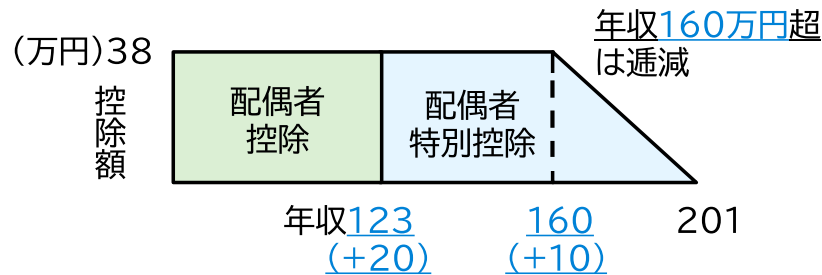 (万円)38
控除額
配偶者
控除
配偶者
特別控除
年収160万円超
は逓減
年収123
(+20)
160
(+10)
201